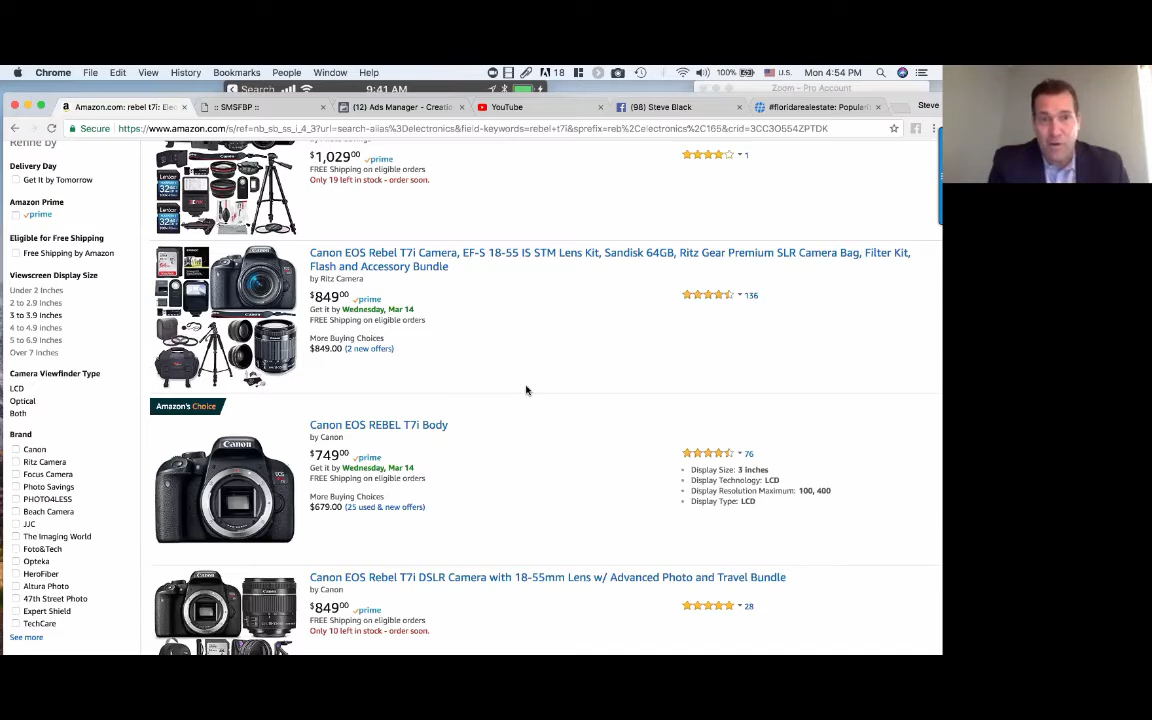 Chrome File Edit View History Bookmarks People Window Help 18 100% U.S. Mon 4:54 PM
Search 9:41 AM Zoom - Pro Account
Amazon.com: rebel t7i: Elec :: SMSFBP :: (12) Ads Manager - Creatio YouTube (98) Steve Black #floridarealestate: Popular Steve
Secure https://www.amazon.com/s/ref=nb_sb_ss_i_4_3?url=search-alias%3Delectronics&field-keywords=rebel+t7i&sprefix=reb%2Celectronics%2C165&crid=3CC3O554ZPTDK
Refine by
Delivery Day
Get It by Tomorrow
Amazon Prime
prime
Eligible for Free Shipping
Free Shipping by Amazon
Viewscreen Display Size
Under 2 Inches
2 to 2.9 Inches
3 to 3.9 Inches
4 to 4.9 Inches
5 to 6.9 Inches
Over 7 Inches
Camera Viewfinder Type
LCD
Optical
Both
Brand
Canon
Ritz Camera
Focus Camera
Photo Savings
PHOTO4LESS
Beach Camera
JJC
The Imaging World
Foto&Tech
Opteka
HeroFiber
Altura Photo
47th Street Photo
Expert Shield
TechCare
See more
$1,029.00 prime
FREE Shipping on eligible orders
Only 19 left in stock - order soon.
1
Canon EOS Rebel T7i Camera, EF-S 18-55 IS STM Lens Kit, Sandisk 64GB, Ritz Gear Premium SLR Camera Bag, Filter Kit,
Flash and Accessory Bundle
by Ritz Camera
$849.00 prime
Get it by Wednesday, Mar 14
FREE Shipping on eligible orders
More Buying Choices
$849.00 (2 new offers)
136
Amazon's Choice
Canon EOS REBEL T7i Body
by Canon
$749.00 prime
Get it by Wednesday, Mar 14
FREE Shipping on eligible orders
More Buying Choices
$679.00 (25 used & new offers)
76
Display Size: 3 inches
Display Technology: LCD
Display Resolution Maximum: 100, 400
Display Type: LCD
Canon
Canon EOS Rebel T7i DSLR Camera with 18-55mm Lens w/ Advanced Photo and Travel Bundle
by Canon
$849.00 prime
FREE Shipping on eligible orders
Only 10 left in stock - order soon.
28